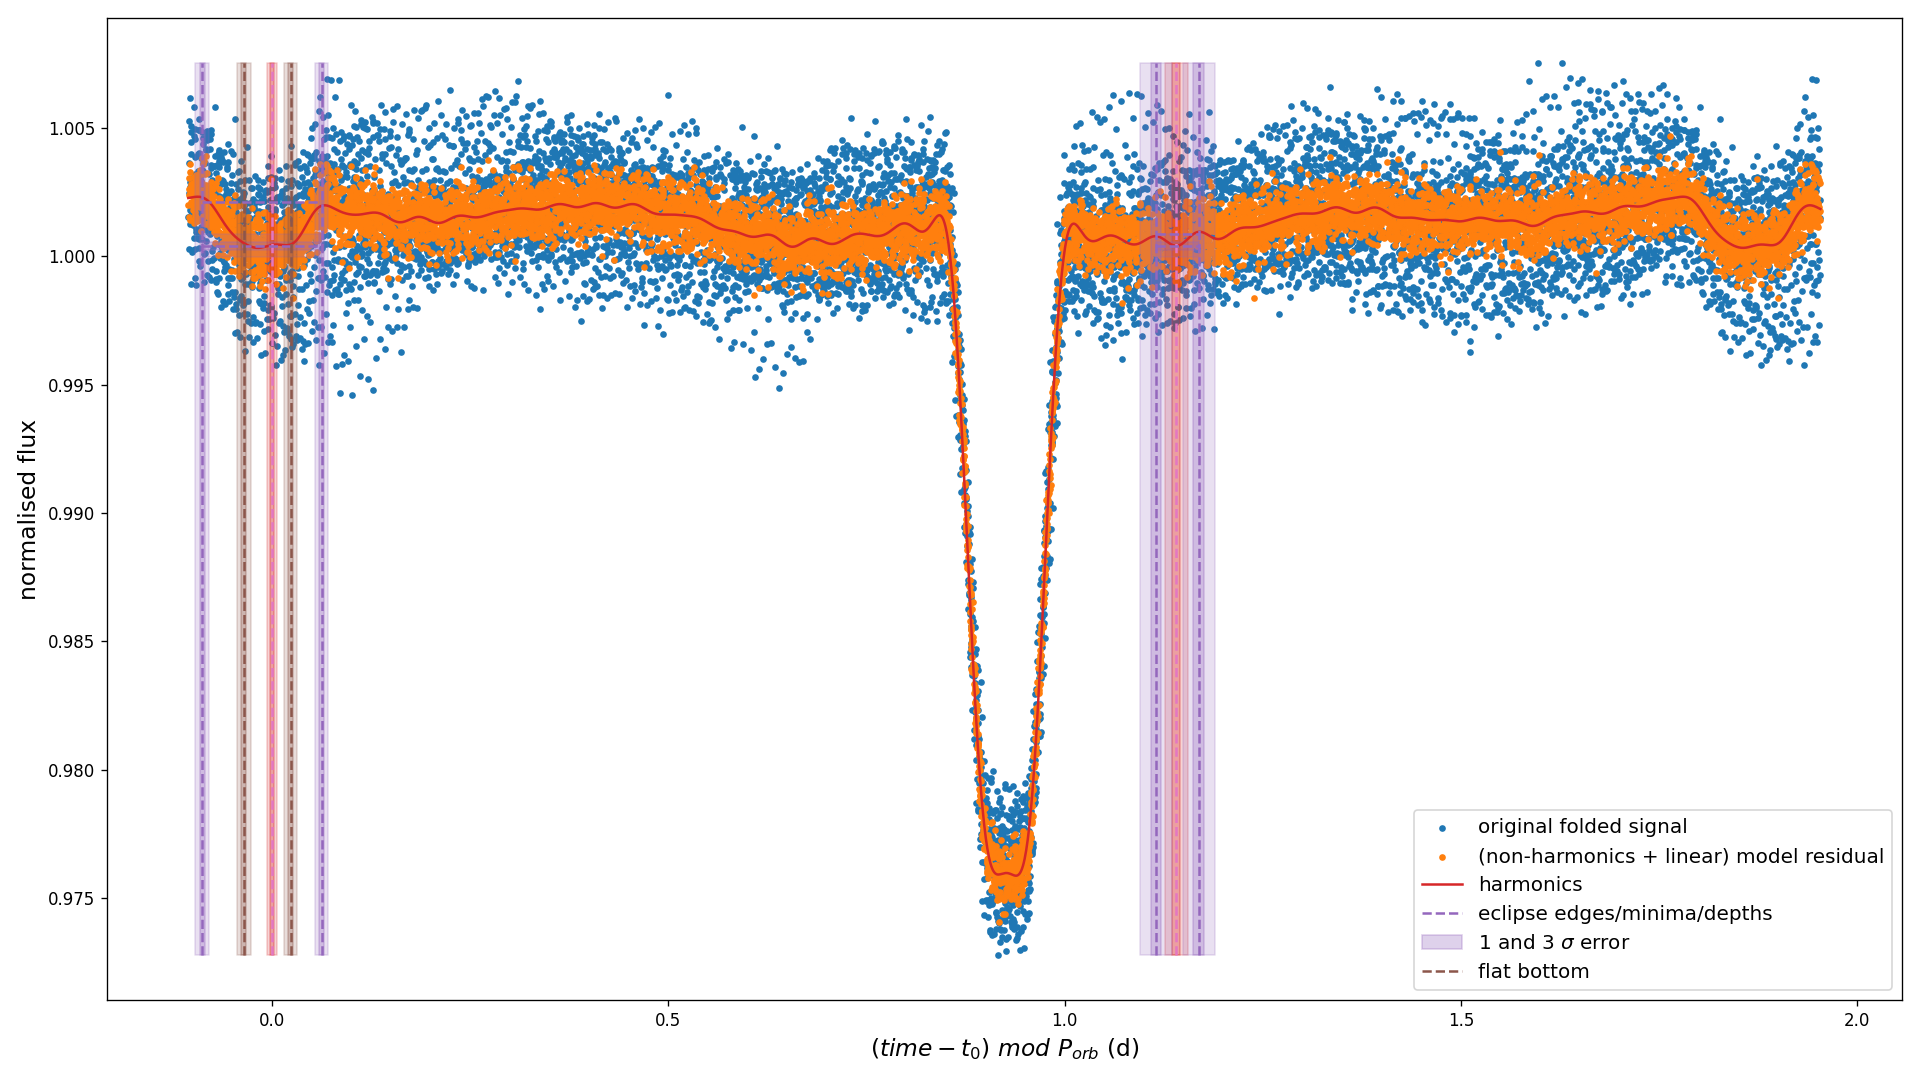 normalised flux
1.005
1.000
0.995
0.990
0.985
0.980
0.975
0.0
0.5
1.0
1.5
2.0
(time − t₀) mod P_orb (d)
original folded signal
(non-harmonics + linear) model residual
harmonics
eclipse edges/minima/depths
1 and 3 σ error
flat bottom